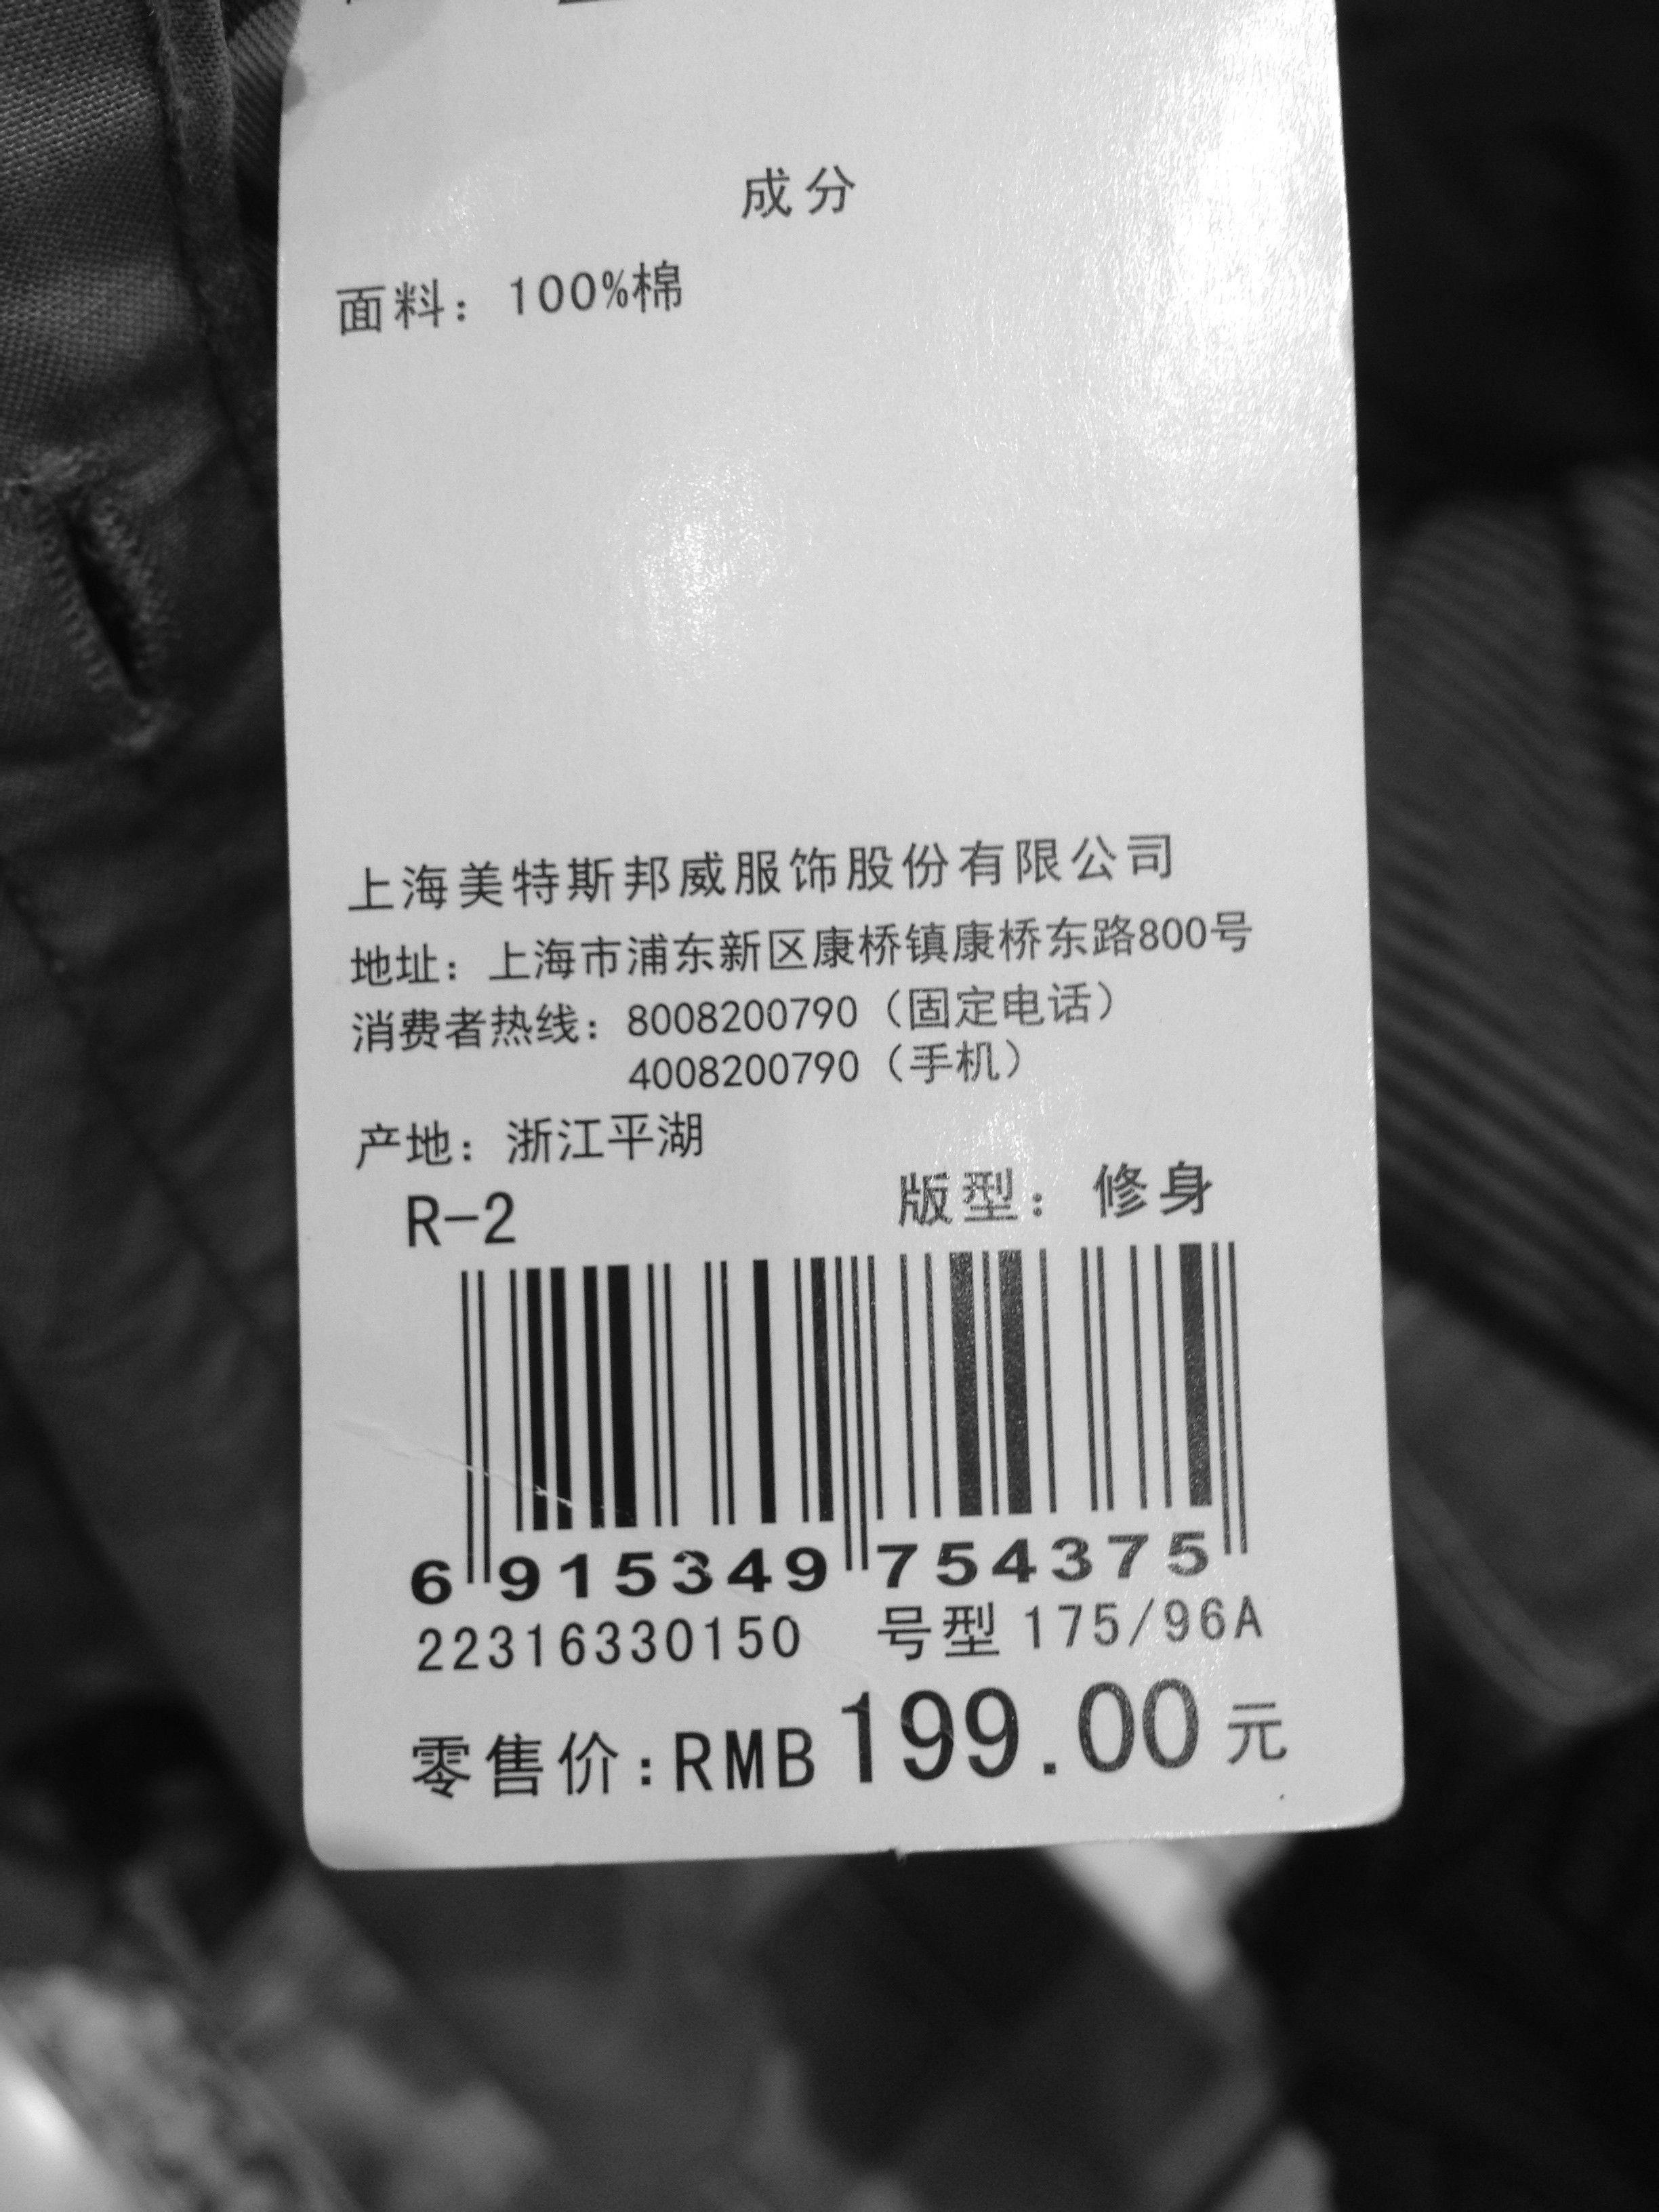 成分
面料：100%棉
上海美特斯邦威服饰股份有限公司
地址：上海市浦东新区康桥镇康桥东路800号
消费者热线：8008200790（固定电话）
4008200790（手机）
产地：浙江平湖
R-2 版型：修身
6 915349 754375
22316330150 号型 175/96A
零售价:RMB 199.00 元